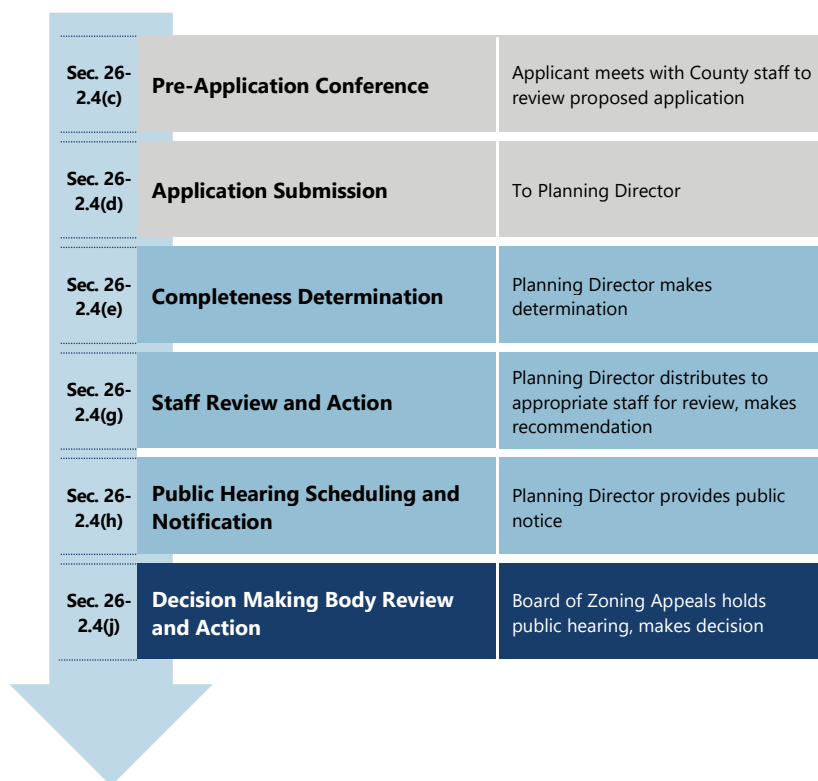 Sec. 26-
2.4(c)
Pre-Application Conference
Applicant meets with County staff to
review proposed application
Sec. 26-
2.4(d)
Application Submission
To Planning Director
Sec. 26-
2.4(e)
Completeness Determination
Planning Director makes
determination
Sec. 26-
2.4(g)
Staff Review and Action
Planning Director distributes to
appropriate staff for review, makes
recommendation
Sec. 26-
2.4(h)
Public Hearing Scheduling and
Notification
Planning Director provides public
notice
Sec. 26-
2.4(j)
Decision Making Body Review
and Action
Board of Zoning Appeals holds
public hearing, makes decision